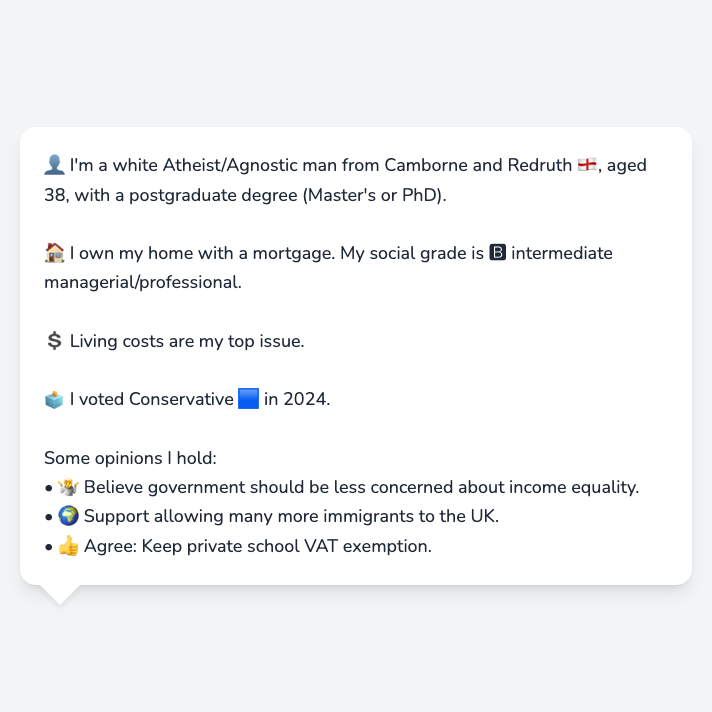 👤 I'm a white Atheist/Agnostic man from Camborne and Redruth 🏴󠁧󠁢󠁥󠁮󠁧󠁿, aged
38, with a postgraduate degree (Master's or PhD).
🏠 I own my home with a mortgage. My social grade is 🅱 intermediate
managerial/professional.
💲 Living costs are my top issue.
🗳️ I voted Conservative 🟦 in 2024.
Some opinions I hold:
• 🤷 Believe government should be less concerned about income equality.
• 🌍 Support allowing many more immigrants to the UK.
• 👍 Agree: Keep private school VAT exemption.